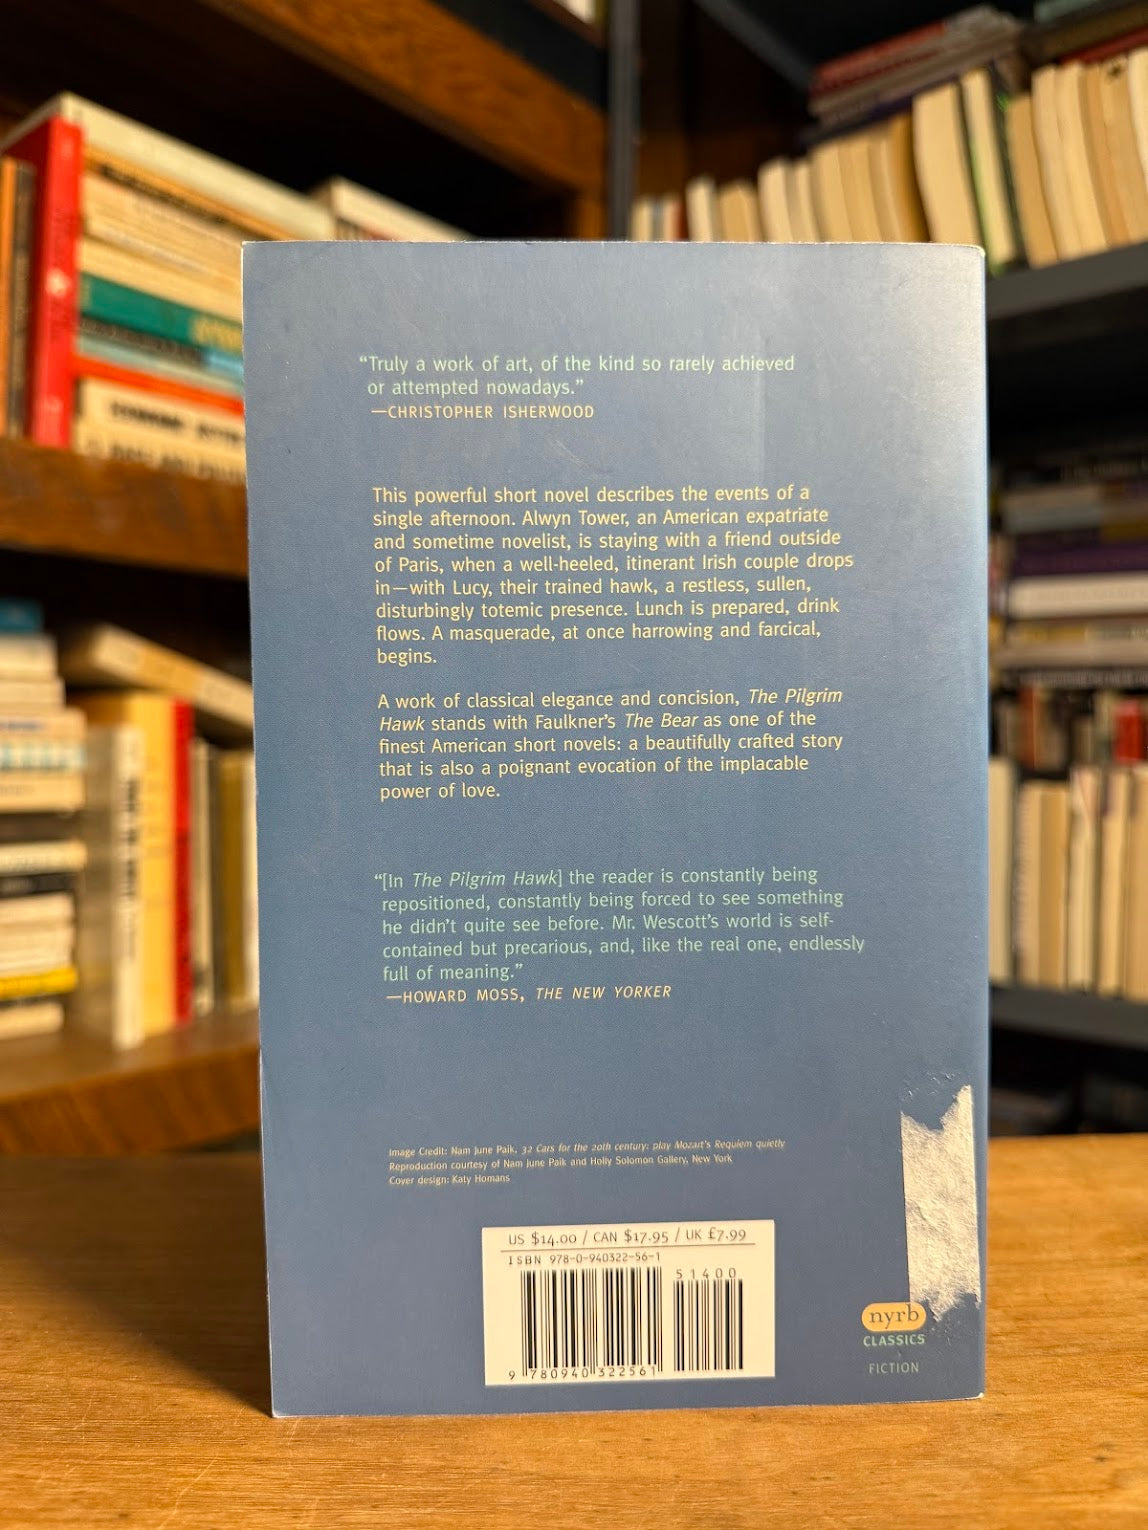 “Truly a work of art, of the kind so rarely achieved
or attempted nowadays.”
—CHRISTOPHER ISHERWOOD
This powerful short novel describes the events of a
single afternoon. Alwyn Tower, an American expatriate
and sometime novelist, is staying with a friend outside
of Paris, when a well-heeled, itinerant Irish couple drops
in—with Lucy, their trained hawk, a restless, sullen,
disturbingly totemic presence. Lunch is prepared, drink
flows. A masquerade, at once harrowing and farcical,
begins.
A work of classical elegance and concision, The Pilgrim
Hawk stands with Faulkner’s The Bear as one of the
finest American short novels: a beautifully crafted story
that is also a poignant evocation of the implacable
power of love.
“[In The Pilgrim Hawk] the reader is constantly being
repositioned, constantly being forced to see something
he didn’t quite see before. Mr. Wescott’s world is self-
contained but precarious, and, like the real one, endlessly
full of meaning.”
—HOWARD MOSS, THE NEW YORKER
Image Credit: Nam June Paik, 32 Cars for the 20th century: play Mozart’s Requiem quietly
Reproduction courtesy of Nam June Paik and Holly Solomon Gallery, New York
Cover design: Katy Homans
US $14.00 / CAN $17.95 / UK £7.99
ISBN 978-0-940322-56-1
51400
9 780940 322561
nyrb
CLASSICS
FICTION